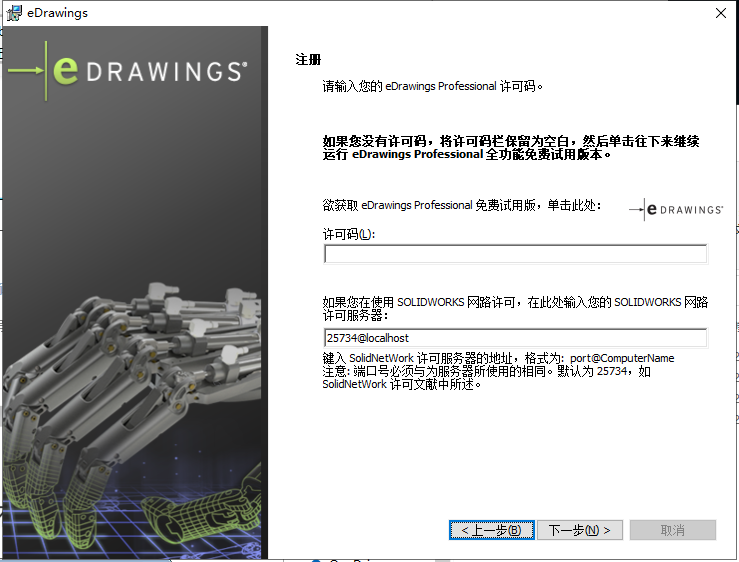 eDrawings
eDRAWINGS®
注册
请输入您的 eDrawings Professional 许可码。
如果您没有许可码，将许可码栏保留为空白，然后单击往下来继续
运行 eDrawings Professional 全功能免费试用版本。
欲获取 eDrawings Professional 免费试用版，单击此处：
eDRAWINGS®
许可码(L):
如果您在使用 SOLIDWORKS 网路许可，在此处输入您的 SOLIDWORKS 网路
许可服务器：
25734@localhost
键入 SolidNetWork 许可服务器的地址，格式为: port@ComputerName
注意: 端口号必须与为服务器所使用的相同。默认为 25734，如
SolidNetWork 许可文献中所述。
< 上一步(B)
下一步(N) >
取消